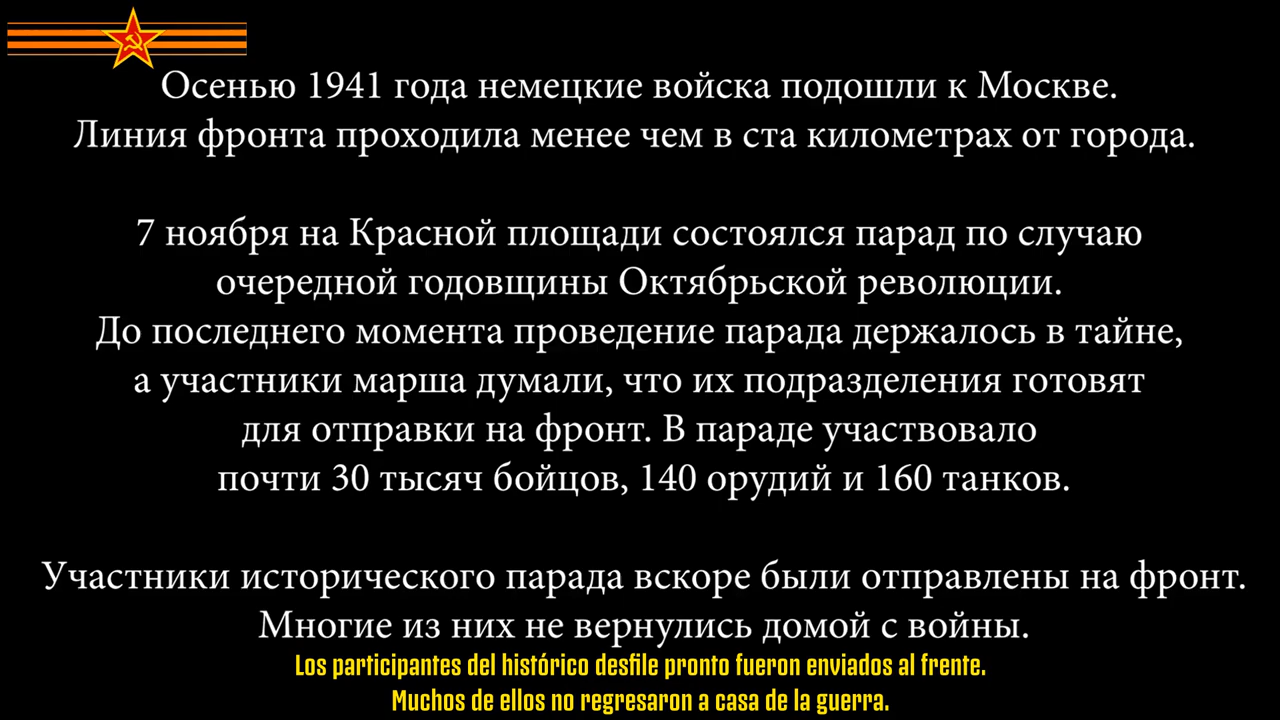 Осенью 1941 года немецкие войска подошли к Москве.
Линия фронта проходила менее чем в ста километрах от города.
7 ноября на Красной площади состоялся парад по случаю
очередной годовщины Октябрьской революции.
До последнего момента проведение парада держалось в тайне,
а участники марша думали, что их подразделения готовят
для отправки на фронт. В параде участвовало
почти 30 тысяч бойцов, 140 орудий и 160 танков.
Участники исторического парада вскоре были отправлены на фронт.
Многие из них не вернулись домой с войны.
Los participantes del histórico desfile pronto fueron enviados al frente.
Muchos de ellos no regresaron a casa de la guerra.